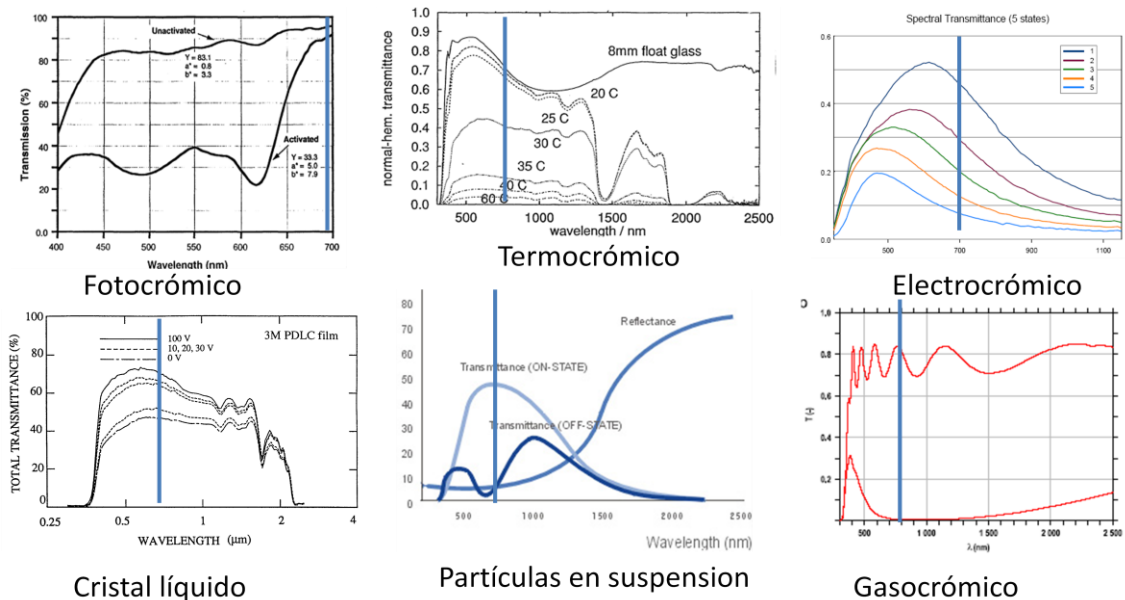 100
90
80
60
40
20
0.0
Transmission (%)
Unactivated
Y = 83.1
a* = 0.8
b* = 3.3
Activated
Y = 33.3
a* = 5.0
b* = 7.9
400
450
500
550
600
650
700
Wavelength (nm)
Fotocrómico
1.0
0.9
0.8
0.7
0.6
0.5
0.4
0.3
0.2
0.1
0.0
normal-hem. transmittance
8mm float glass
20 C
25 C
30 C
35 C
40 C
60 C
500
1000
1500
2000
2500
wavelength / nm
Termocrómico
Spectral Transmittance (5 states)
0.6
0.4
0.2
0.0
1
2
3
4
5
500
700
900
1100
Electrocrómico
100
80
60
40
20
0
TOTAL TRANSMITTANCE (%)
100 V
10, 20, 30 V
0 V
3M PDLC film
0.25
0.5
1
2
4
WAVELENGTH (μm)
Cristal líquido
80
70
60
50
40
30
20
10
0
Reflectance
Transmittance (ON-STATE)
Transmittance (OFF-STATE)
500
1000
1500
2000
2500
Wavelength (nm)
Partículas en suspension
0,8
0,6
0,4
0,2
T(-)
500
1 000
1 500
2 000
2 500
λ(nm)
Gasocrómico